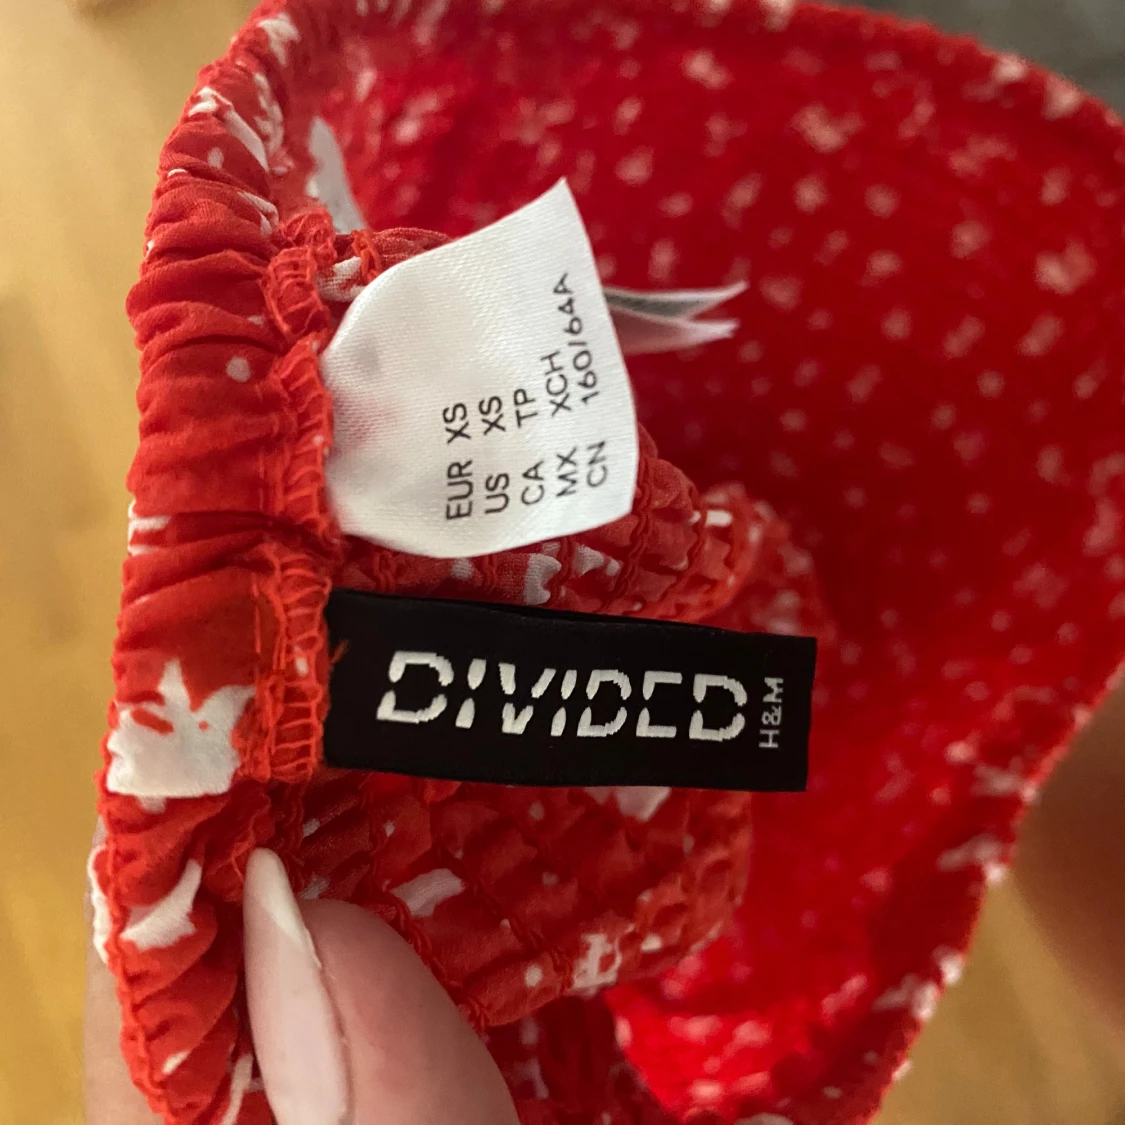 EUR XS
US XS
CA TP
MX XCH
CN 160/64A
DIVIDED
H&M